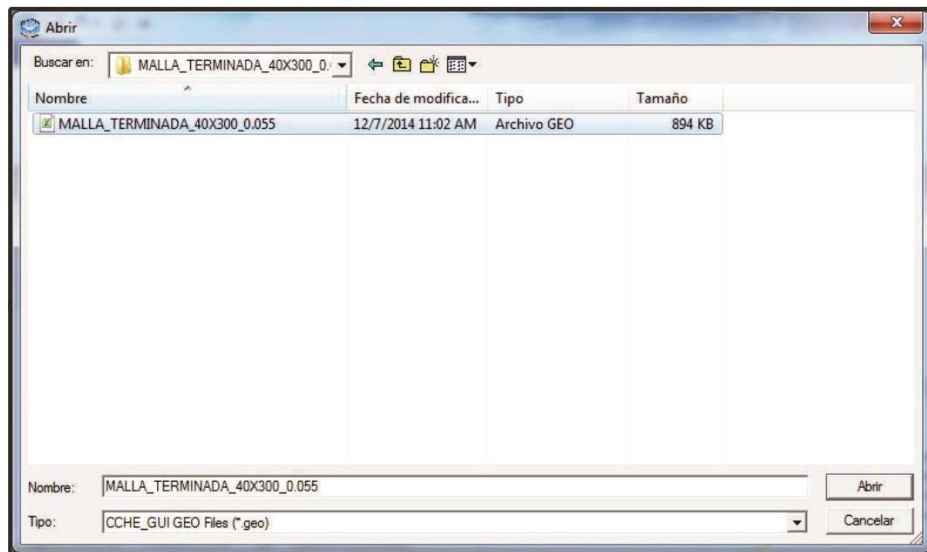 Abrir
Buscar en: MALLA_TERMINADA_40X300_0.
Nombre Fecha de modifica... Tipo Tamaño
MALLA_TERMINADA_40X300_0.055 12/7/2014 11:02 AM Archivo GEO 894 KB
Nombre: MALLA_TERMINADA_40X300_0.055 Abrir
Tipo: CCHE_GUI GEO Files (*.geo) Cancelar